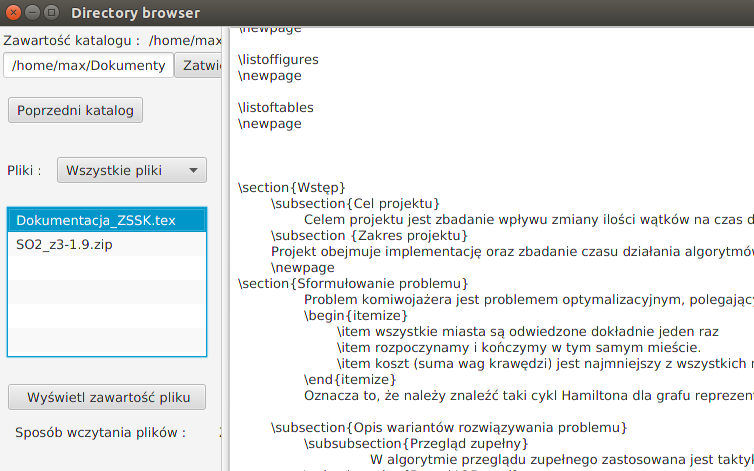 Directory browser
Zawartość katalogu : /home/max
/home/max/Dokumenty
Zatwi
Poprzedni katalog
Pliki :
Wszystkie pliki
Dokumentacja_ZSSK.tex
SO2_z3-1.9.zip
Wyświetl zawartość pliku
Sposób wczytania plików :
\newpage
\listoffigures
\newpage
\listoftables
\newpage
\section{Wstęp}
\subsection{Cel projektu}
Celem projektu jest zbadanie wpływu zmiany ilości wątków na czas d
\subsection {Zakres projektu}
Projekt obejmuje implementację oraz zbadanie czasu działania algorytmów
\newpage
\section{Sformułowanie problemu}
Problem komiwojażera jest problemem optymalizacyjnym, polegający
\begin{itemize}
\item wszystkie miasta są odwiedzone dokładnie jeden raz
\item rozpoczynamy i kończymy w tym samym mieście.
\item koszt (suma wag krawędzi) jest najmniejszy z wszystkich
\end{itemize}
Oznacza to, że należy znaleźć taki cykl Hamiltona dla grafu reprezen
\subsection{Opis wariantów rozwiązywania problemu}
\subsubsection{Przegląd zupełny}
W algorytmie przeglądu zupełnego zastosowana jest taktyk